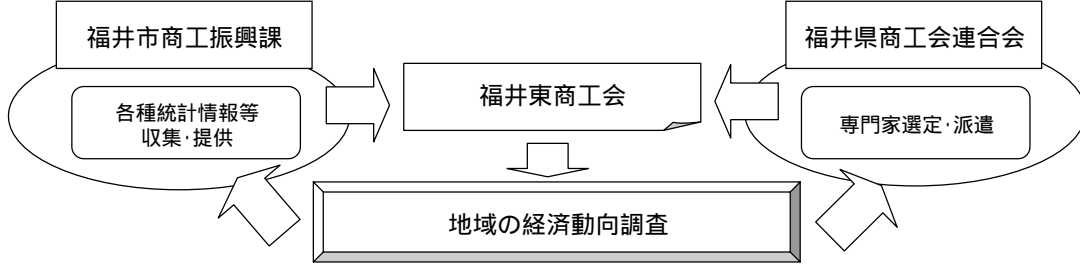 福井市商工振興課
各種統計情報等
収集･提供
福井東商工会
福井県商工会連合会
専門家選定･派遣
地域の経済動向調査